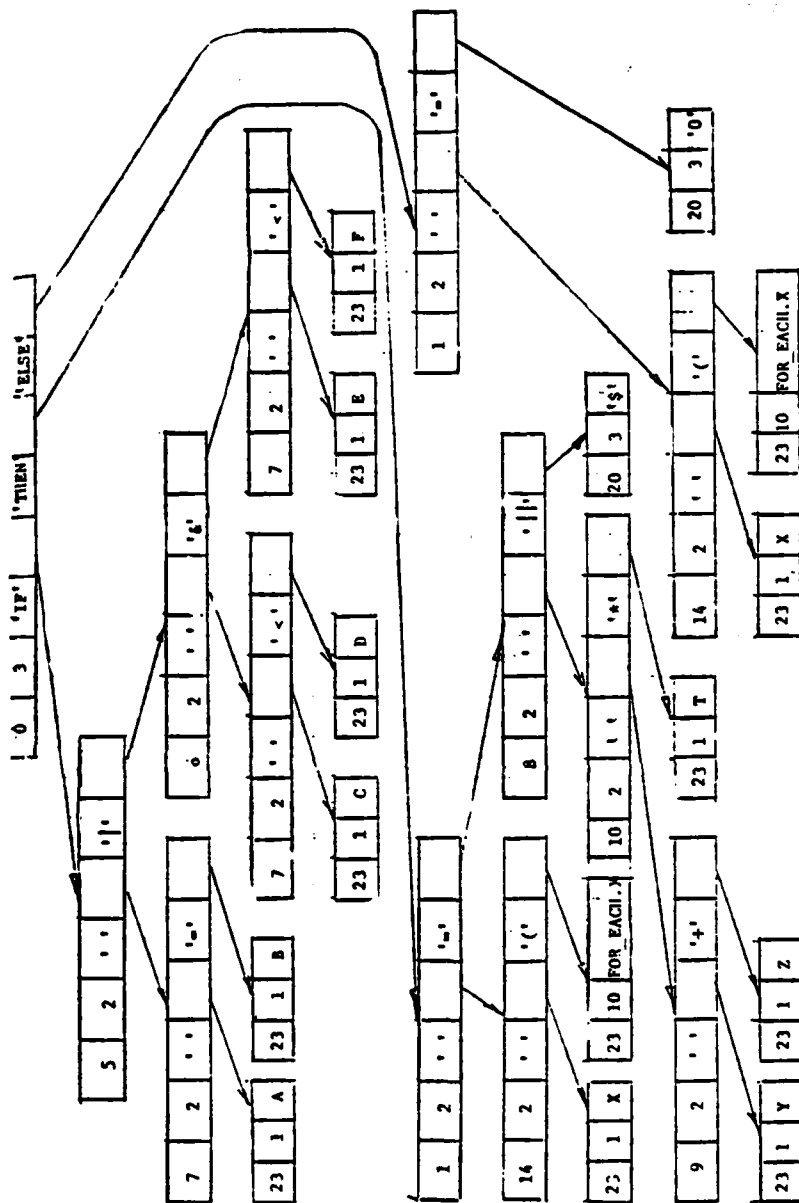 0 3 'IF' 'THEN' 'ELSE'
5 2 ' ' '|'
7 2 ' ' '='
23 1 A
23 1 B
6 2 ' ' '&'
7 2 ' ' '<'
23 1 C
23 1 D
7 2 ' ' '<'
23 1 E
23 1 F
1 2 ' ' '='
14 2 ' ' '('
23 1 X
23 10 FOR_EACH.X
8 2 ' ' '||'
10 2 ' ' '*'
9 2 ' ' '+'
23 1 Y
23 1 Z
23 1 T
20 3 '$'
1 2 ' ' '='
14 2 ' ' '('
23 1 X
23 10 FOR_EACH.X
20 3 '0'